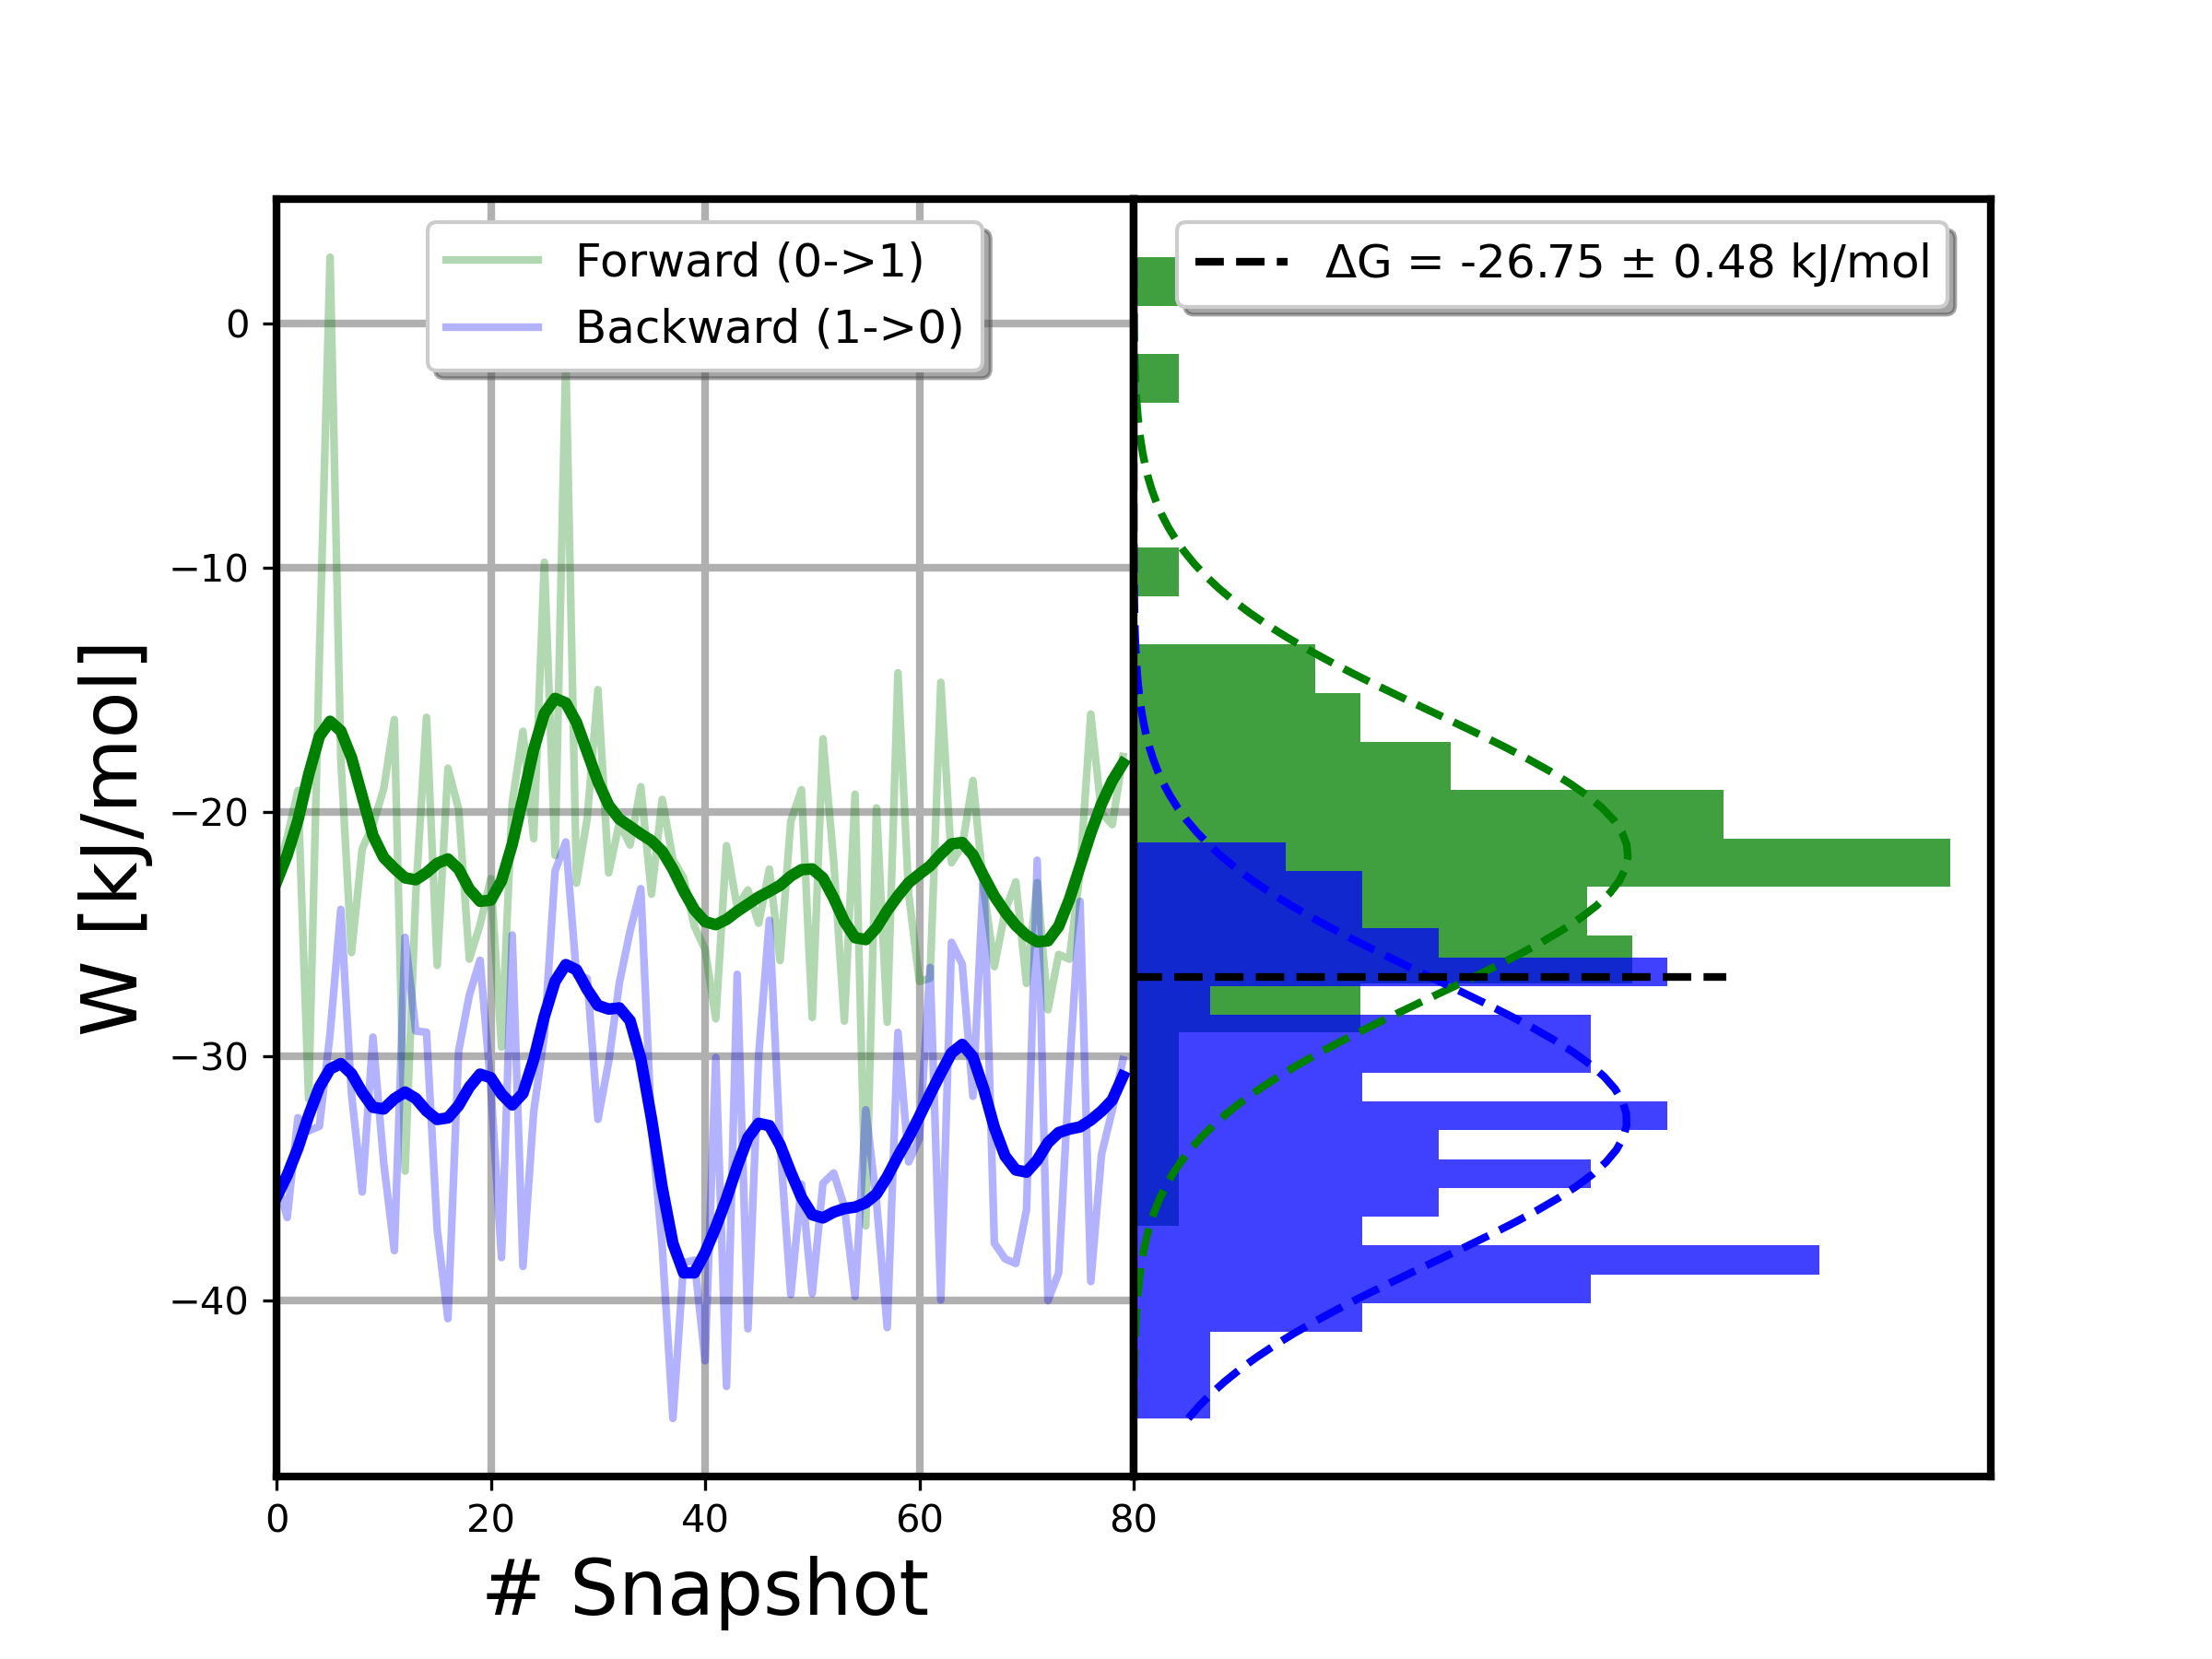 Forward (0->1)
Backward (1->0)
ΔG = -26.75 ± 0.48 kJ/mol
W [kJ/mol]
0
−10
−20
−30
−40
0 20 40 60 80
# Snapshot